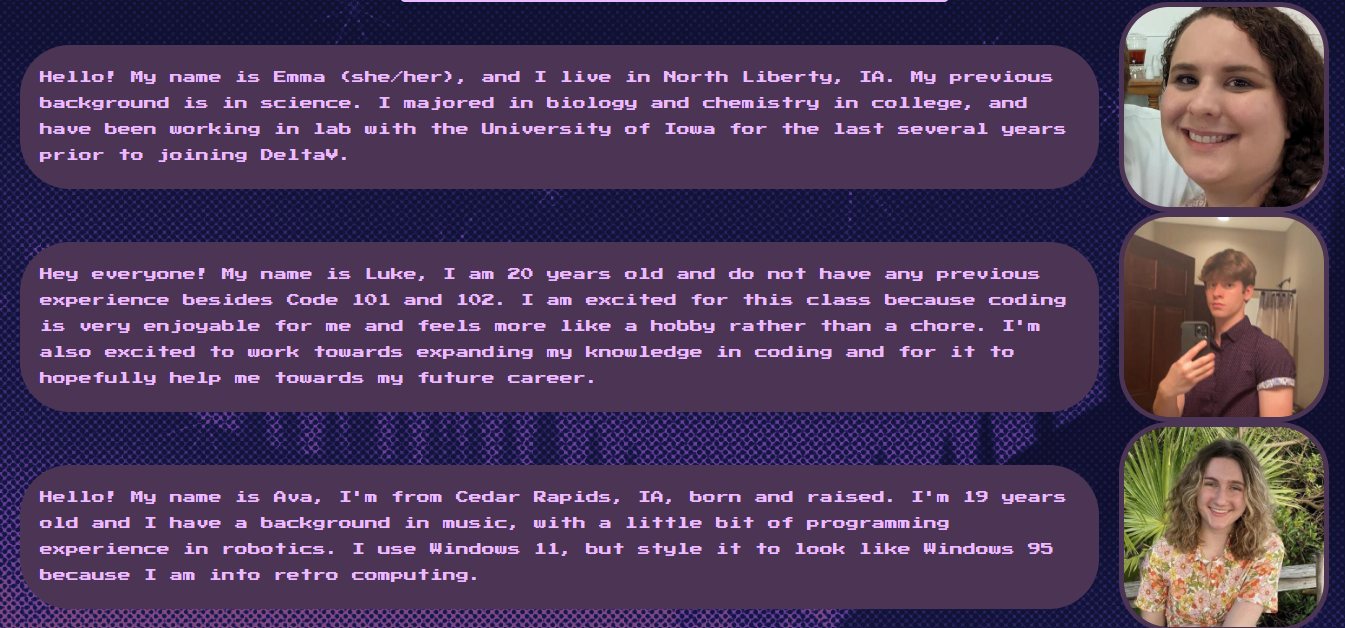 Hello! My name is Emma (she/her), and I live in North Liberty, IA. My previous
background is in science. I majored in biology and chemistry in college, and
have been working in lab with the University of Iowa for the last several years
prior to joining DeltaV.
Hey everyone! My name is Luke, I am 20 years old and do not have any previous
experience besides Code 101 and 102. I am excited for this class because coding
is very enjoyable for me and feels more like a hobby rather than a chore. I'm
also excited to work towards expanding my knowledge in coding and for it to
hopefully help me towards my future career.
Hello! My name is Ava, I'm from Cedar Rapids, IA, born and raised. I'm 19 years
old and I have a background in music, with a little bit of programming
experience in robotics. I use Windows 11, but style it to look like Windows 95
because I am into retro computing.